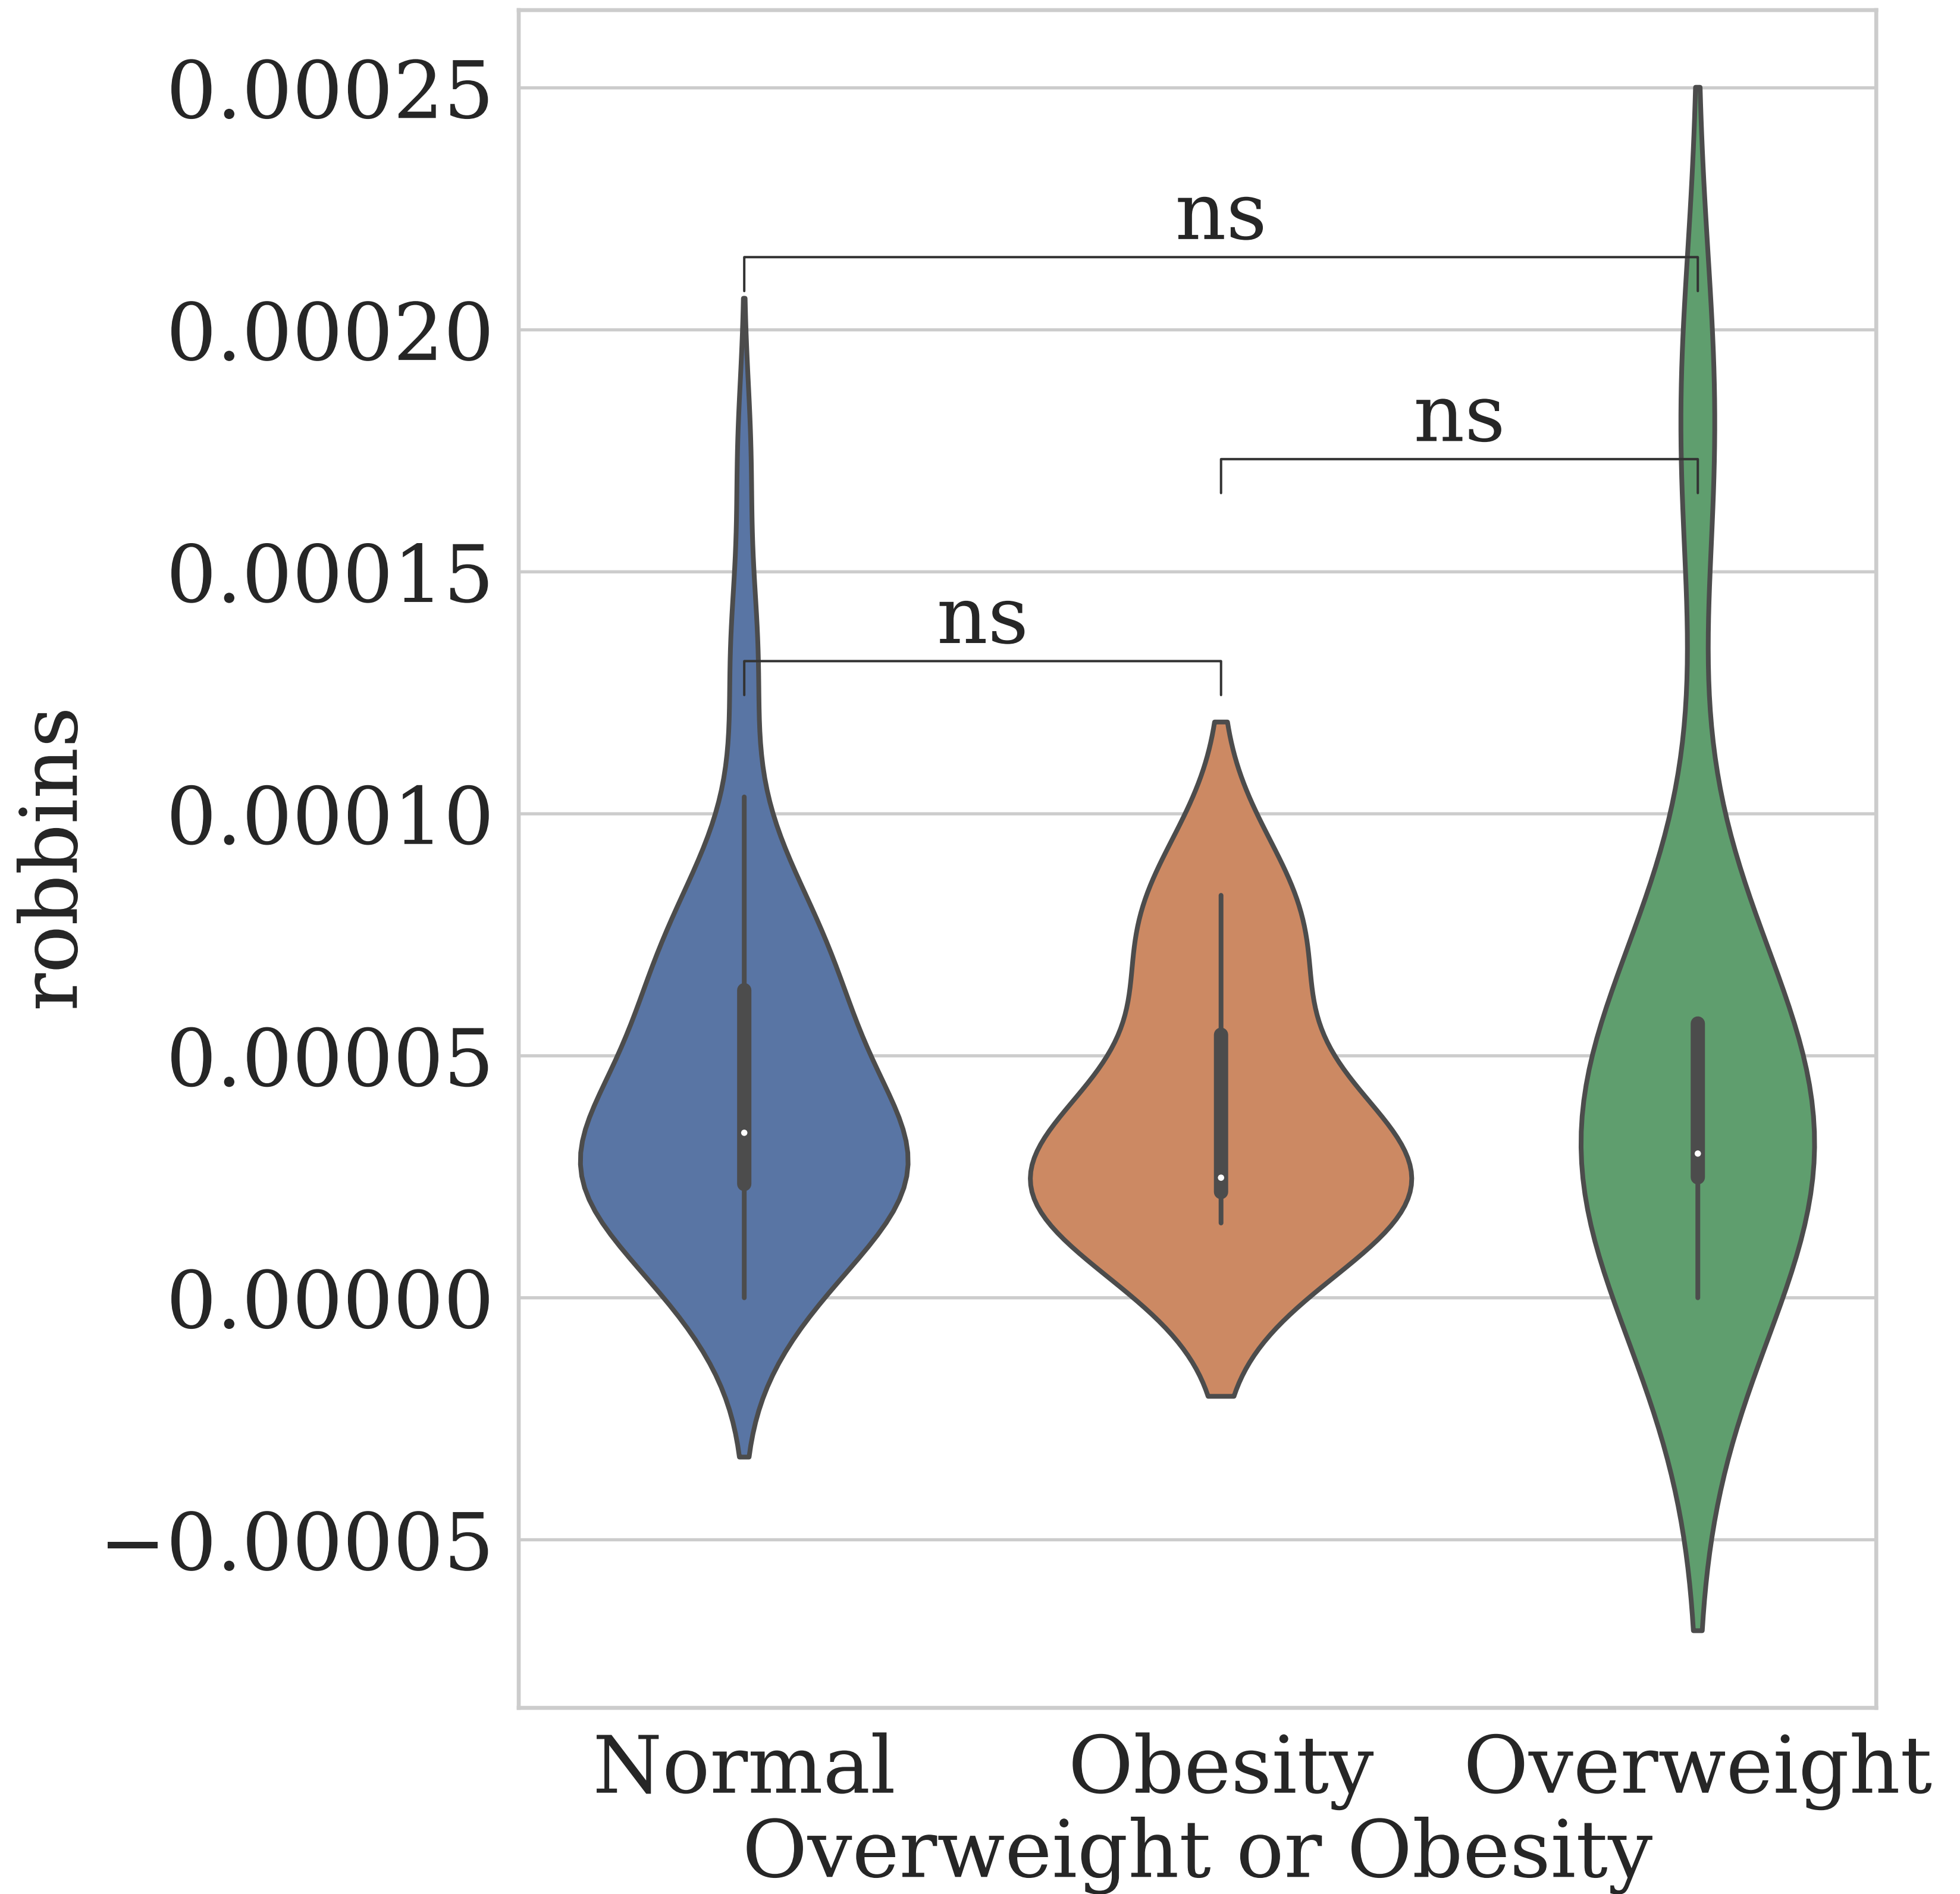 0.00025
ns
0.00020
ns
0.00015
ns
0.00010
robbins
0.00005
0.00000
−0.00005
Normal Obesity Overweight
Overweight or Obesity